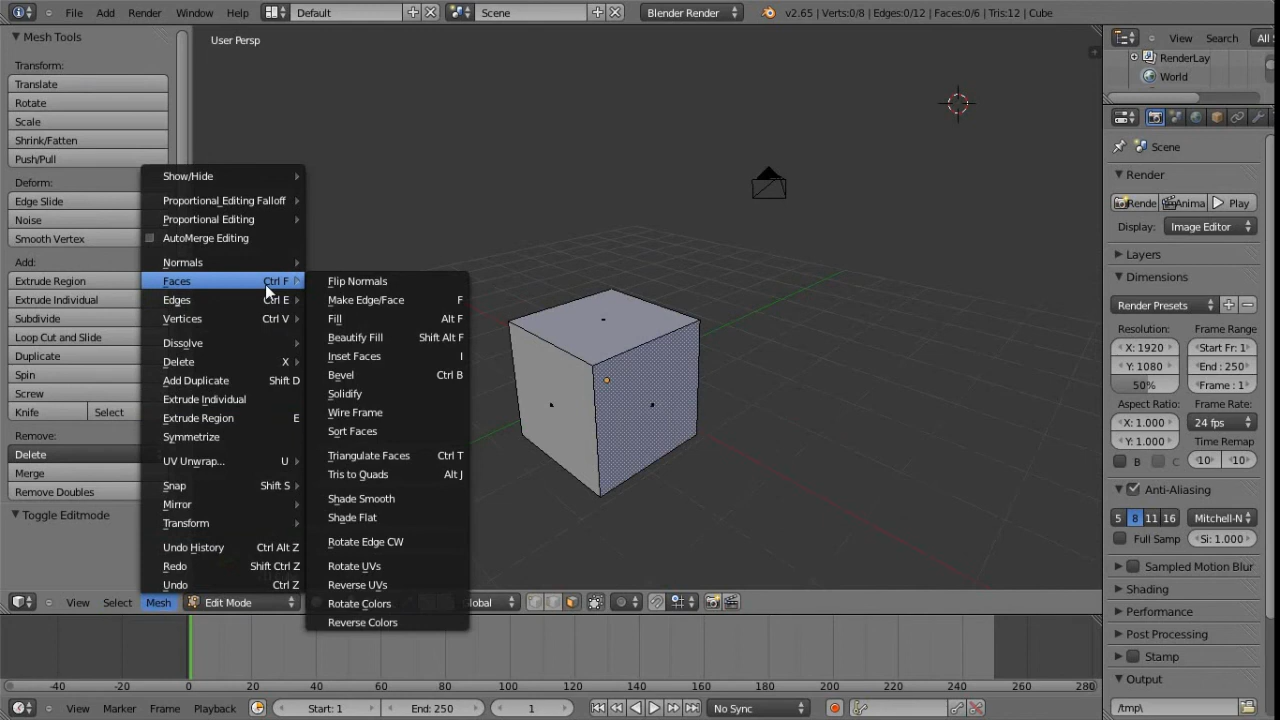 File Add Render Window Help Default Scene Blender Render v2.65 | Verts:0/8 | Edges:0/12 | Faces:0/6 | Tris:12 | Cube
Mesh Tools
Transform:
Translate
Rotate
Scale
Shrink/Fatten
Push/Pull
Deform:
Edge Slide
Noise
Smooth Vertex
Add:
Extrude Region
Extrude Individual
Subdivide
Loop Cut and Slide
Duplicate
Spin
Screw
Knife Select
Remove:
Delete
Merge
Remove Doubles
Toggle Editmode
User Persp
Show/Hide
Proportional Editing Falloff
Proportional Editing
AutoMerge Editing
Normals
Faces Ctrl F
Edges Ctrl E
Vertices Ctrl V
Dissolve
Delete X
Add Duplicate Shift D
Extrude Individual
Extrude Region E
Symmetrize
UV Unwrap... U
Snap Shift S
Mirror
Transform
Undo History Ctrl Alt Z
Redo Shift Ctrl Z
Undo Ctrl Z
Flip Normals
Make Edge/Face F
Fill Alt F
Beautify Fill Shift Alt F
Inset Faces I
Bevel Ctrl B
Solidify
Wire Frame
Sort Faces
Triangulate Faces Ctrl T
Tris to Quads Alt J
Shade Smooth
Shade Flat
Rotate Edge CW
Rotate UVs
Reverse UVs
Rotate Colors
Reverse Colors
View Select Mesh Edit Mode Global
-40 -20 0 20 40 60 80 100 120 140 160 180 200 220 240 260 280
View Marker Frame Playback Start: 1 End: 250 1 No Sync
View Search All S
RenderLay
World
Scene
Render
Rende Anima Play
Display: Image Editor
Layers
Dimensions
Render Presets
Resolution: Frame Range
X: 1920 Start Fr: 1
Y: 1080 End : 250
50% Frame : 1
Aspect Ratio: Frame Rate:
X: 1.000 24 fps
Y: 1.000 Time Remap
B C 10 10
Anti-Aliasing
5 8 11 16 Mitchell-N
Full Samp Si: 1.000
Sampled Motion Blur
Shading
Performance
Post Processing
Stamp
Output
/tmp\